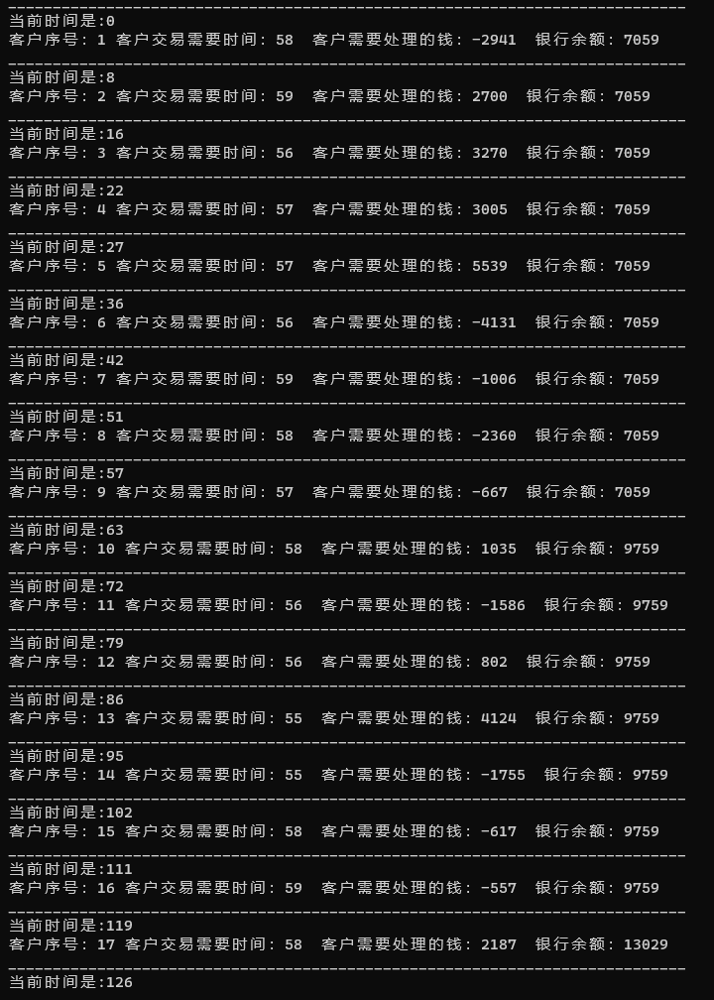 当前时间是:0
客户序号: 1 客户交易需要时间: 58  客户需要处理的钱: -2941  银行余额: 7059
当前时间是:8
客户序号: 2 客户交易需要时间: 59  客户需要处理的钱: 2700  银行余额: 7059
当前时间是:16
客户序号: 3 客户交易需要时间: 56  客户需要处理的钱: 3270  银行余额: 7059
当前时间是:22
客户序号: 4 客户交易需要时间: 57  客户需要处理的钱: 3005  银行余额: 7059
当前时间是:27
客户序号: 5 客户交易需要时间: 57  客户需要处理的钱: 5539  银行余额: 7059
当前时间是:36
客户序号: 6 客户交易需要时间: 56  客户需要处理的钱: -4131  银行余额: 7059
当前时间是:42
客户序号: 7 客户交易需要时间: 59  客户需要处理的钱: -1006  银行余额: 7059
当前时间是:51
客户序号: 8 客户交易需要时间: 58  客户需要处理的钱: -2360  银行余额: 7059
当前时间是:57
客户序号: 9 客户交易需要时间: 57  客户需要处理的钱: -667  银行余额: 7059
当前时间是:63
客户序号: 10 客户交易需要时间: 58  客户需要处理的钱: 1035  银行余额: 9759
当前时间是:72
客户序号: 11 客户交易需要时间: 56  客户需要处理的钱: -1586  银行余额: 9759
当前时间是:79
客户序号: 12 客户交易需要时间: 56  客户需要处理的钱: 802  银行余额: 9759
当前时间是:86
客户序号: 13 客户交易需要时间: 55  客户需要处理的钱: 4124  银行余额: 9759
当前时间是:95
客户序号: 14 客户交易需要时间: 55  客户需要处理的钱: -1755  银行余额: 9759
当前时间是:102
客户序号: 15 客户交易需要时间: 58  客户需要处理的钱: -617  银行余额: 9759
当前时间是:111
客户序号: 16 客户交易需要时间: 59  客户需要处理的钱: -557  银行余额: 9759
当前时间是:119
客户序号: 17 客户交易需要时间: 58  客户需要处理的钱: 2187  银行余额: 13029
当前时间是:126